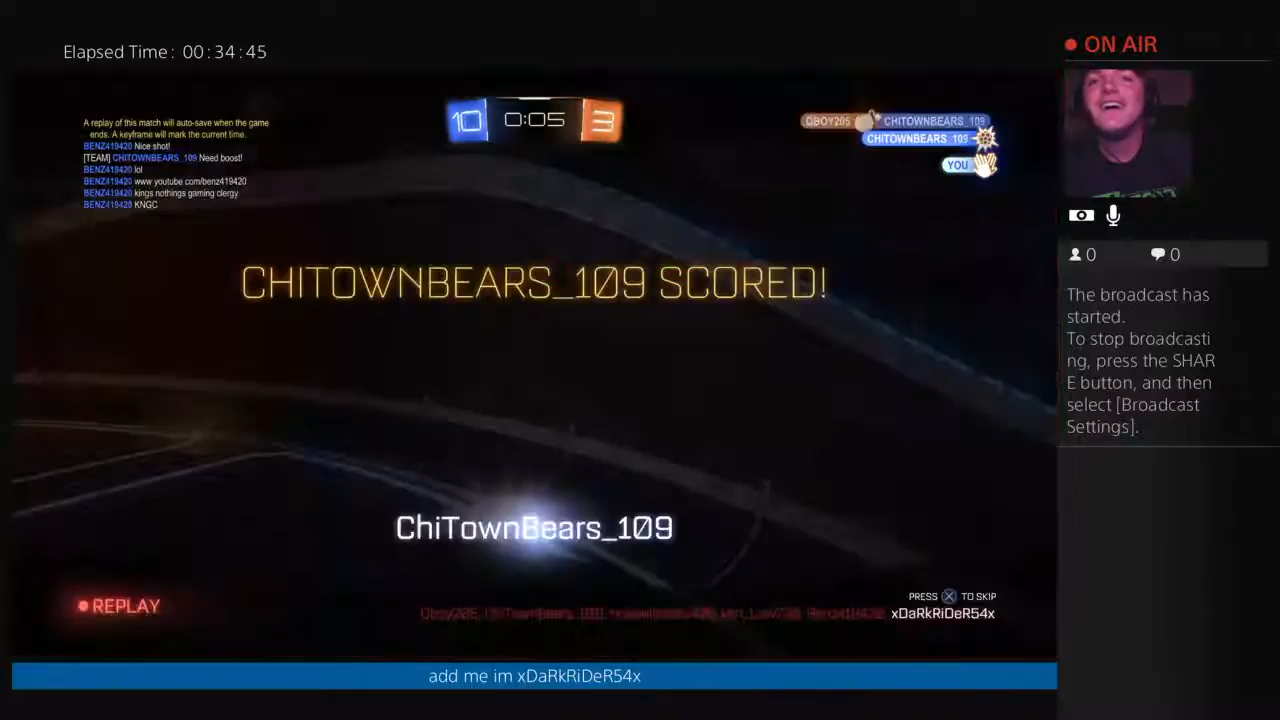 Elapsed Time: 00:34:45
ON AIR
A replay of this match will auto-save when the game
ends. A keyframe will mark the current time.
BENZ419420 Nice shot!
[TEAM] CHITOWNBEARS_109 Need boost!
BENZ419420 lol
BENZ419420 www youtube com/benz419420
BENZ419420 kings nothings gaming clergy
BENZ419420 KNGC
10 0:05 3
OBOY205 CHITOWNBEARS_109
CHITOWNBEARS_109
YOU
0 0
The broadcast has
started.
To stop broadcasti
ng, press the SHAR
E button, and then
select [Broadcast
Settings].
CHITOWNBEARS_109 SCORED!
ChiTownBears_109
REPLAY
PRESS X TO SKIP
xDaRkRiDeR54x
add me im xDaRkRiDeR54x